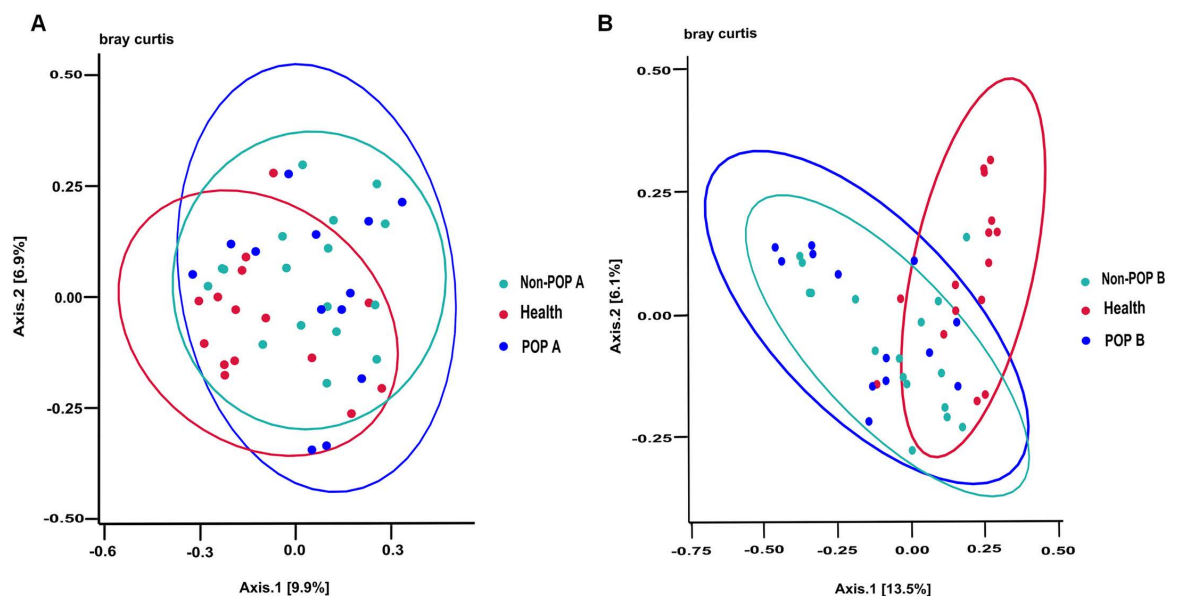 A
bray curtis
0.50
0.25
0.00
-0.25
-0.50
-0.6
-0.3
0.0
0.3
Axis.2 [6.9%]
Axis.1 [9.9%]
Non-POP A
Health
POP A
B
bray curtis
0.50
0.25
0.00
-0.25
-0.75
-0.50
-0.25
0.00
0.25
0.50
Axis.2 [6.1%]
Axis.1 [13.5%]
Non-POP B
Health
POP B